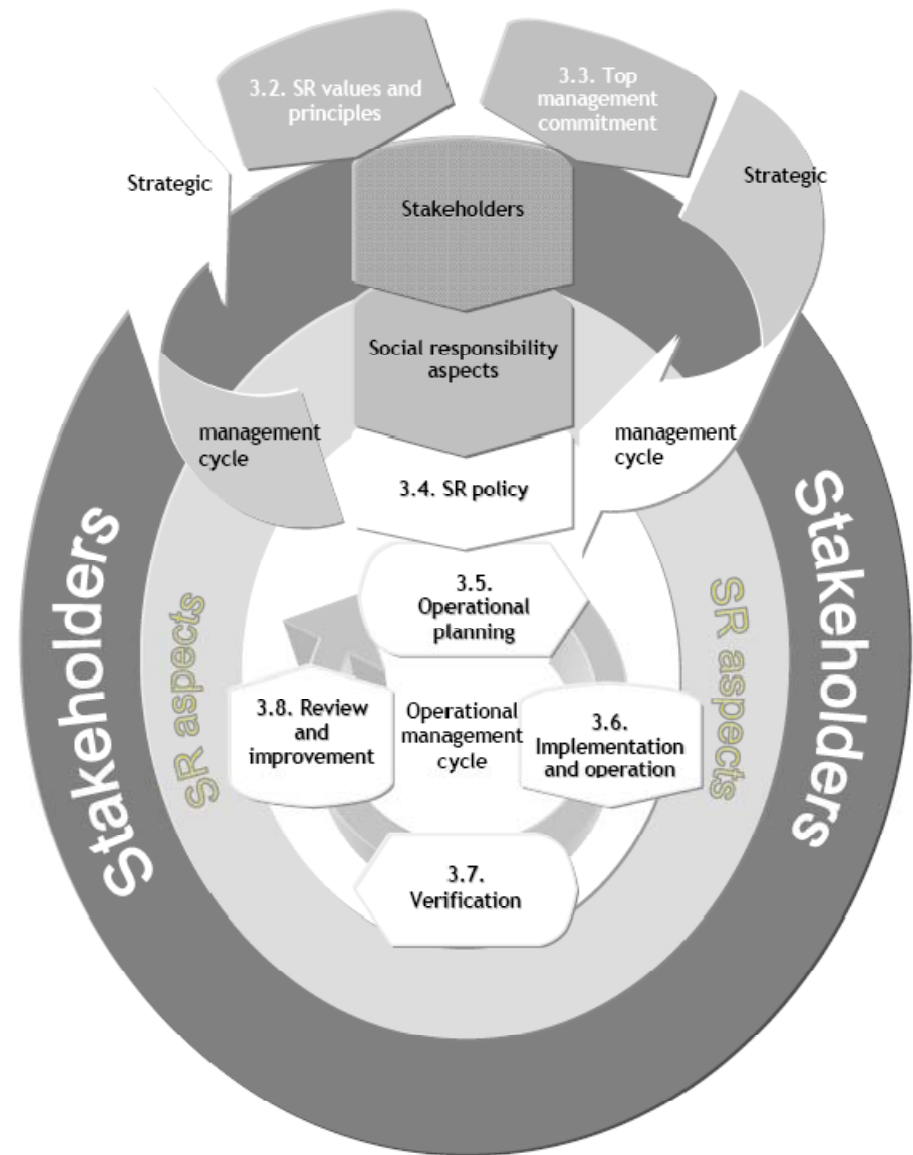 3.2. SR values and
principles
3.3. Top
management
commitment
Strategic
Strategic
Stakeholders
Social responsibility
aspects
management
cycle
management
cycle
3.4. SR policy
Stakeholders
Stakeholders
SR aspects
SR aspects
3.5.
Operational
planning
3.8. Review
and
improvement
Operational
management
cycle
3.6.
Implementation
and operation
3.7.
Verification